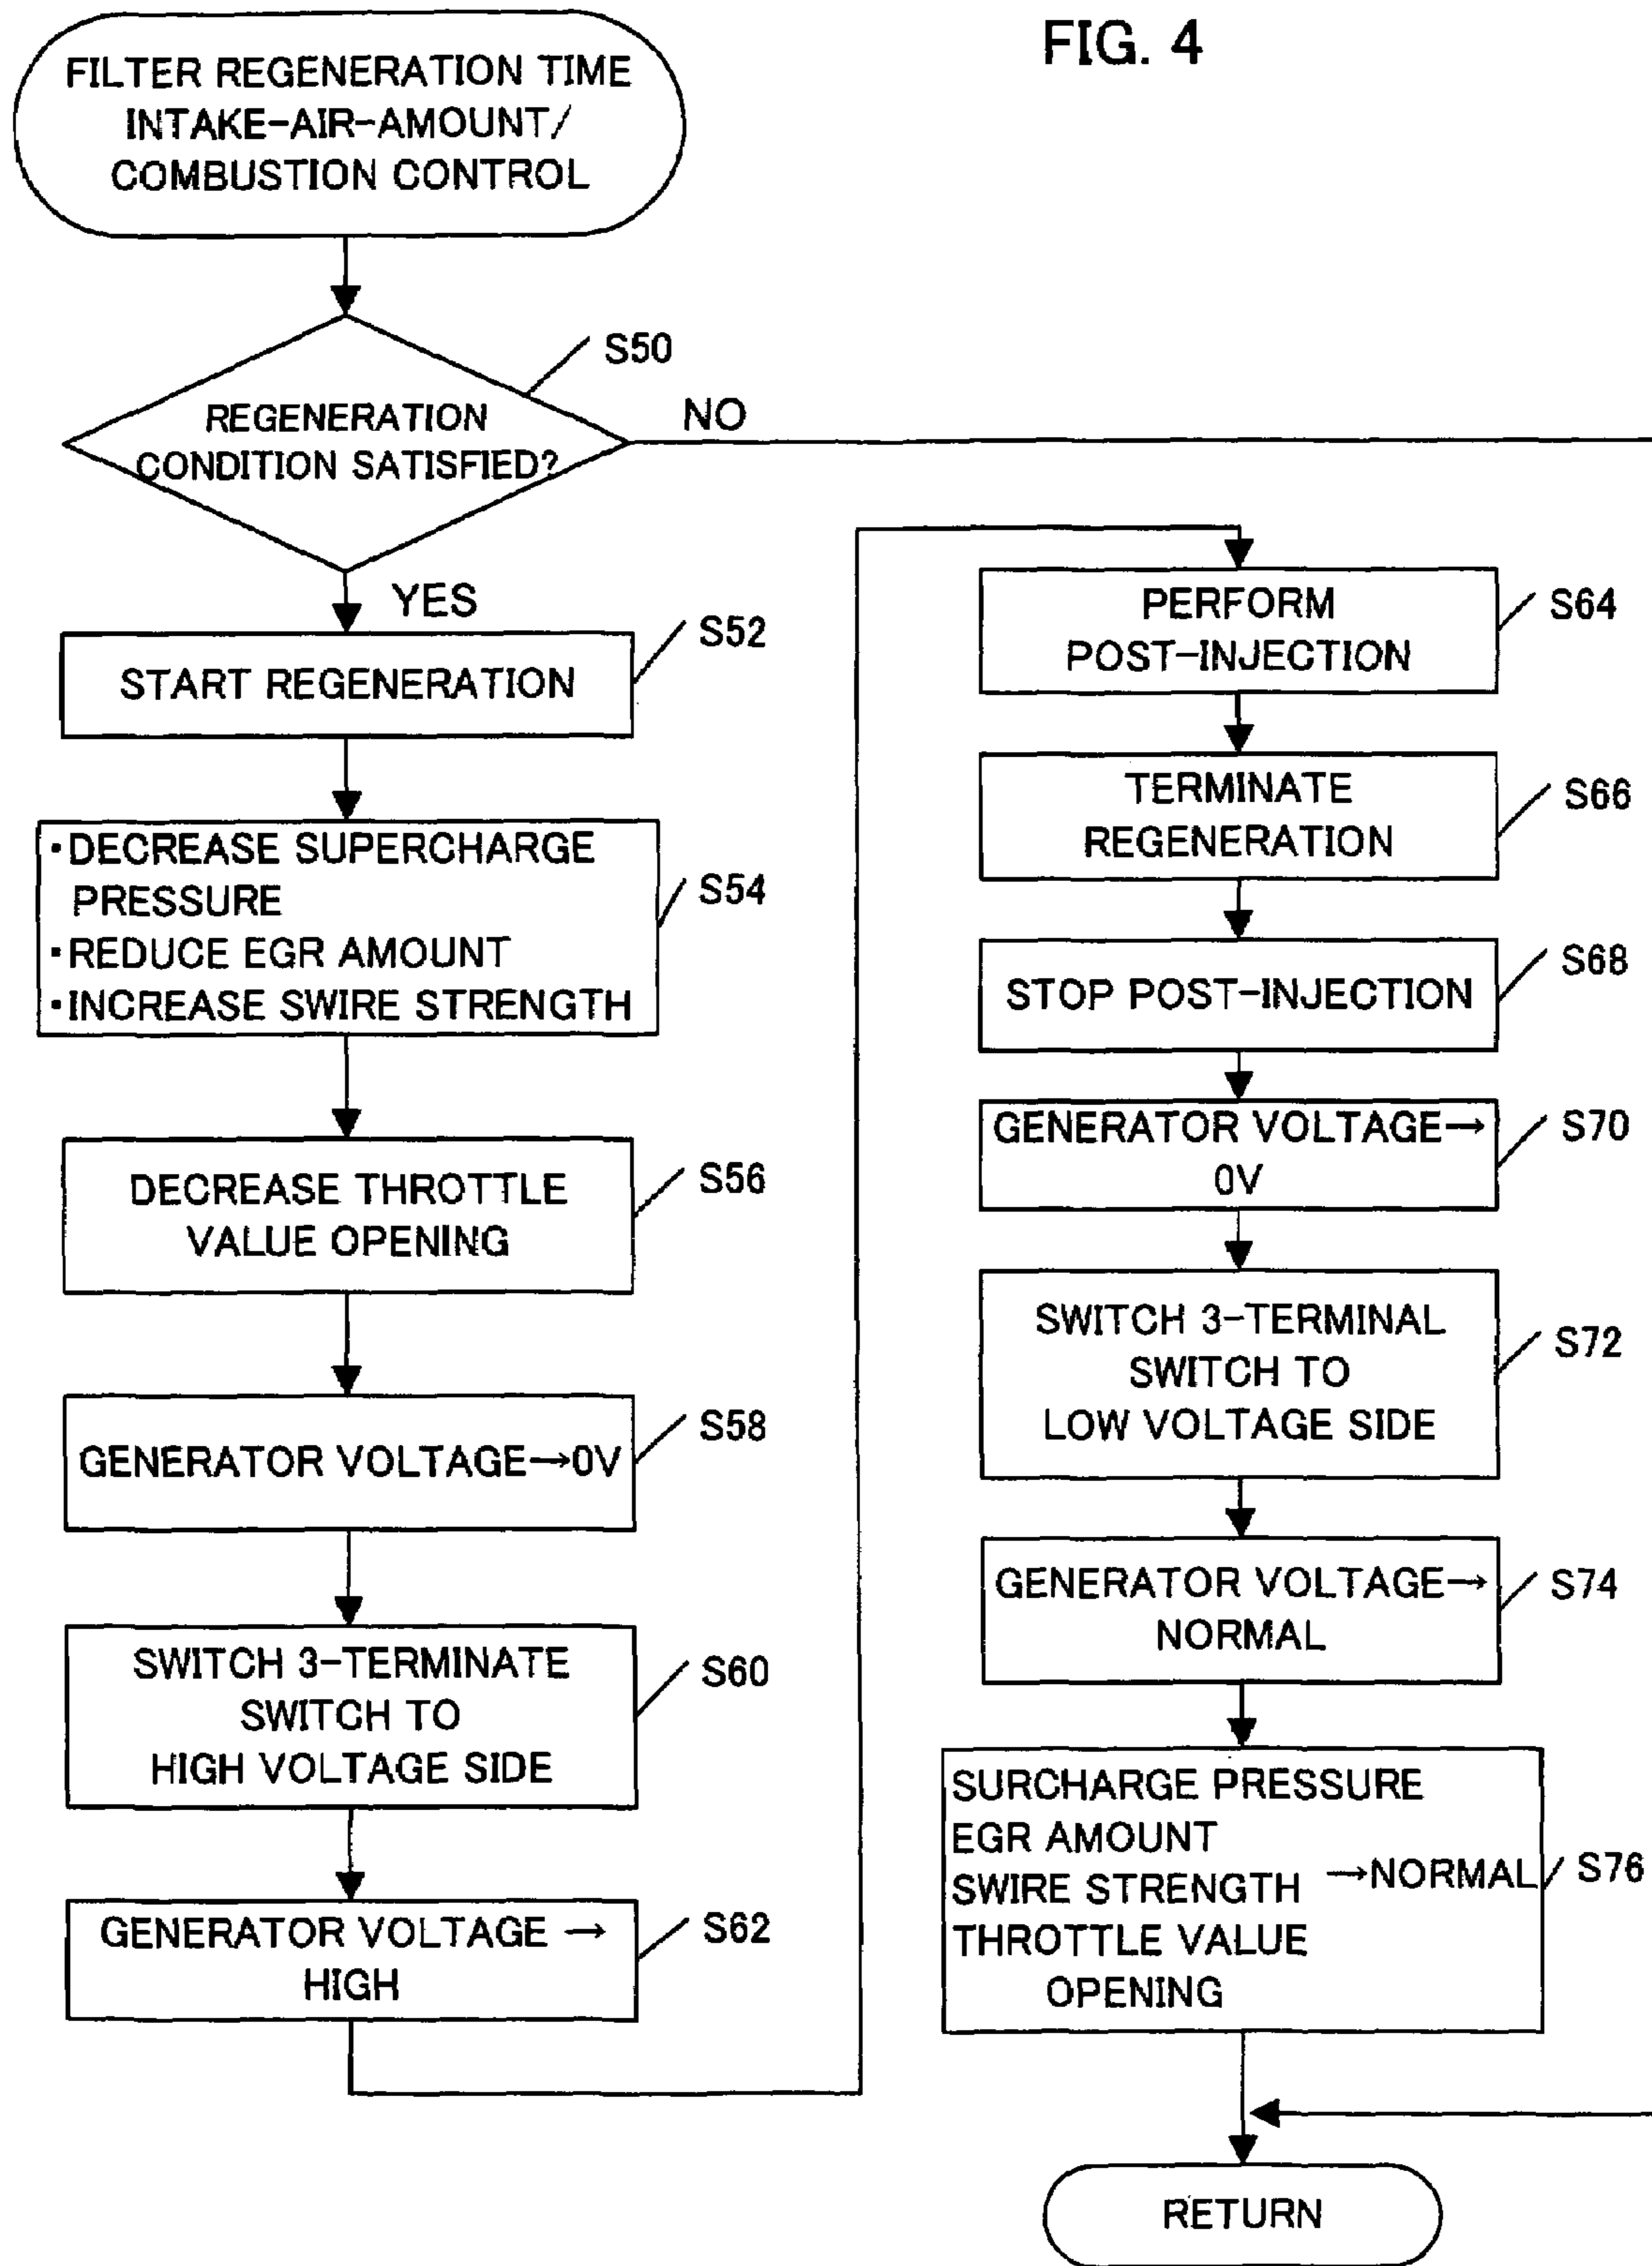 FIG. 4
FILTER REGENERATION TIME
INTAKE-AIR-AMOUNT/
COMBUSTION CONTROL
S50
REGENERATION
CONDITION SATISFIED?
NO
YES
S52
START REGENERATION
S54
·DECREASE SUPERCHARGE
PRESSURE
·REDUCE EGR AMOUNT
·INCREASE SWIRE STRENGTH
S56
DECREASE THROTTLE
VALUE OPENING
S58
GENERATOR VOLTAGE→0V
S60
SWITCH 3-TERMINATE
SWITCH TO
HIGH VOLTAGE SIDE
S62
GENERATOR VOLTAGE →
HIGH
S64
PERFORM
POST-INJECTION
S66
TERMINATE
REGENERATION
S68
STOP POST-INJECTION
S70
GENERATOR VOLTAGE→
0V
S72
SWITCH 3-TERMINAL
SWITCH TO
LOW VOLTAGE SIDE
S74
GENERATOR VOLTAGE→
NORMAL
S76
SURCHARGE PRESSURE
EGR AMOUNT
SWIRE STRENGTH →NORMAL
THROTTLE VALUE
OPENING
RETURN